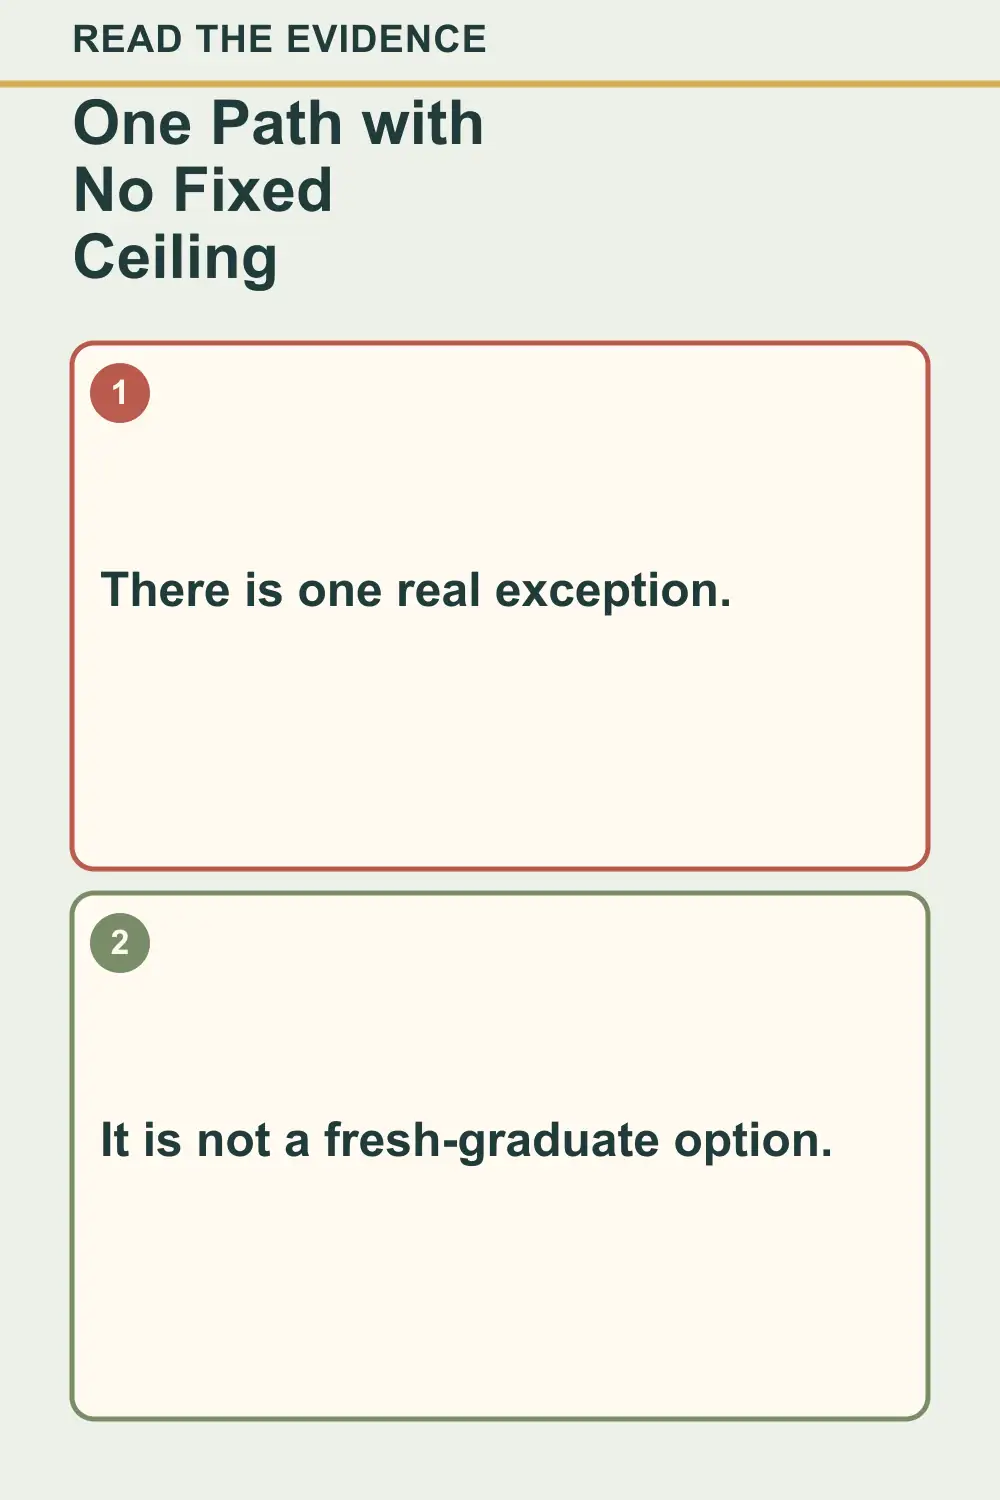 READ THE EVIDENCE
One Path with
No Fixed
Ceiling
1
There is one real exception.
2
It is not a fresh-graduate option.